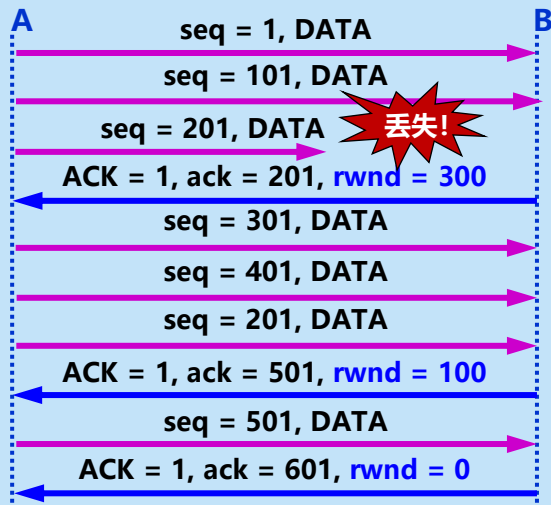 A B
seq = 1, DATA
seq = 101, DATA
seq = 201, DATA
丢失!
ACK = 1, ack = 201, rwnd = 300
seq = 301, DATA
seq = 401, DATA
seq = 201, DATA
ACK = 1, ack = 501, rwnd = 100
seq = 501, DATA
ACK = 1, ack = 601, rwnd = 0